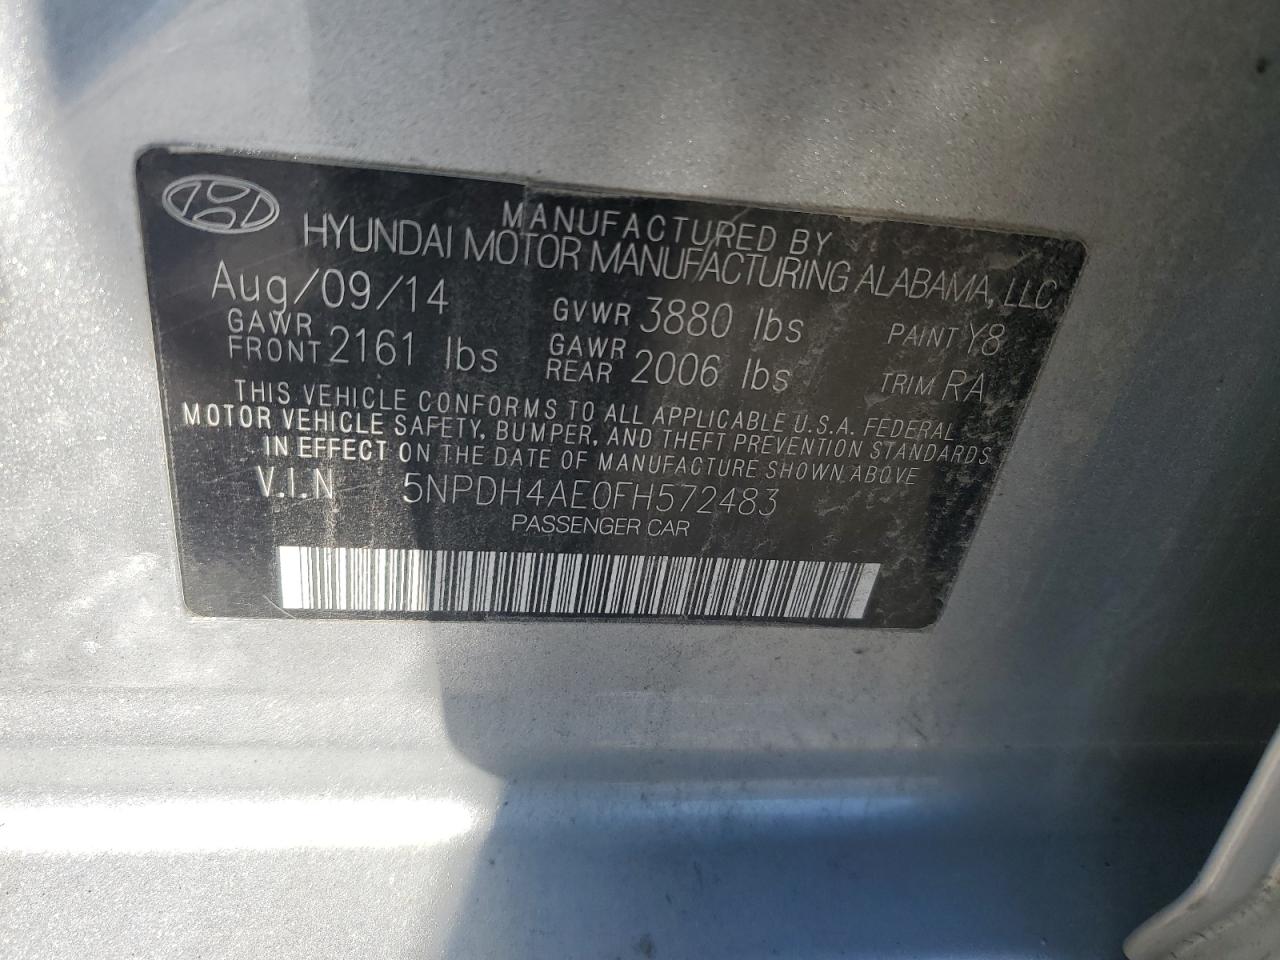 MANUFACTURED BY
HYUNDAI MOTOR MANUFACTURING ALABAMA, LLC
Aug/09/14 GVWR 3880 lbs PAINT Y8
GAWR FRONT 2161 lbs GAWR REAR 2006 lbs TRIM RA
THIS VEHICLE CONFORMS TO ALL APPLICABLE U.S.A. FEDERAL
MOTOR VEHICLE SAFETY, BUMPER, AND THEFT PREVENTION STANDARDS
IN EFFECT ON THE DATE OF MANUFACTURE SHOWN ABOVE
V.I.N 5NPDH4AE0FH572483
PASSENGER CAR